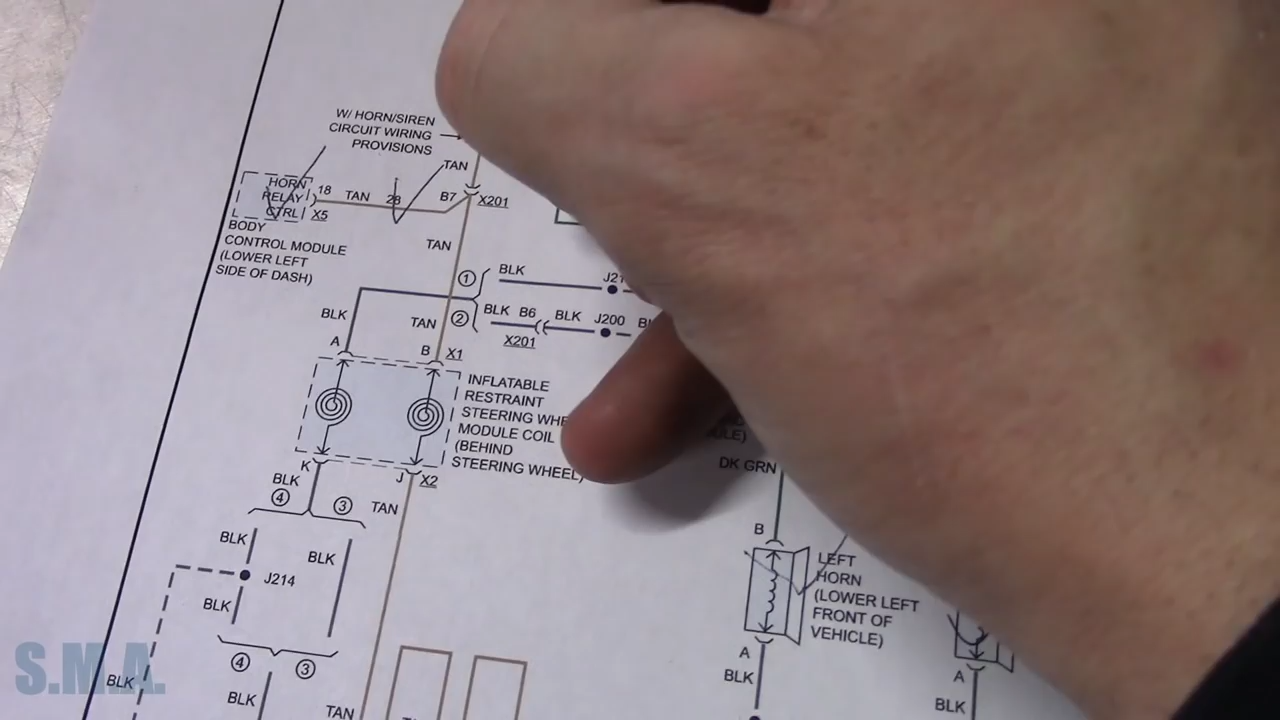 W/ HORN/SIREN
CIRCUIT WIRING
PROVISIONS
TAN
HORN
RELAY
CTRL
18
TAN
28
B7
X201
L
X5
BODY
CONTROL MODULE
(LOWER LEFT
SIDE OF DASH)
TAN
1
BLK
BLK
TAN
2
BLK
B6
BLK
J200
X201
A
B
X1
INFLATABLE
RESTRAINT
STEERING
MODULE COIL
(BEHIND
STEERING WHEEL)
K
J
X2
BLK
4
3
TAN
DK GRN
B
BLK
BLK
J214
BLK
LEFT
HORN
(LOWER LEFT
FRONT OF
VEHICLE)
4
3
A
BLK
A
BLK
BLK
BLK
TAN
S.M.A.